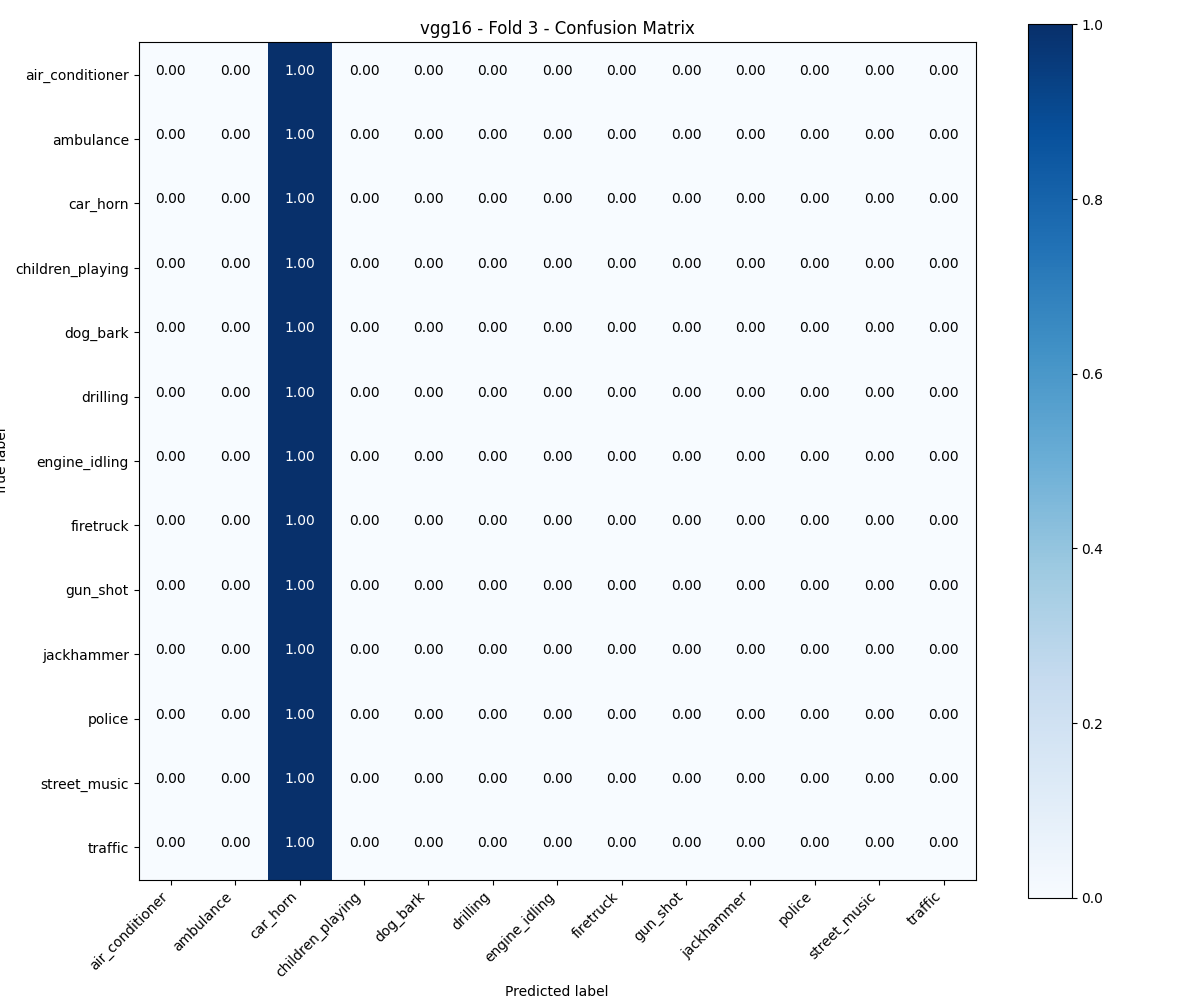 vgg16 - Fold 3 - Confusion Matrix
air_conditioner 0.00 0.00 1.00 0.00 0.00 0.00 0.00 0.00 0.00 0.00 0.00 0.00 0.00
ambulance 0.00 0.00 1.00 0.00 0.00 0.00 0.00 0.00 0.00 0.00 0.00 0.00 0.00
car_horn 0.00 0.00 1.00 0.00 0.00 0.00 0.00 0.00 0.00 0.00 0.00 0.00 0.00
children_playing 0.00 0.00 1.00 0.00 0.00 0.00 0.00 0.00 0.00 0.00 0.00 0.00 0.00
dog_bark 0.00 0.00 1.00 0.00 0.00 0.00 0.00 0.00 0.00 0.00 0.00 0.00 0.00
drilling 0.00 0.00 1.00 0.00 0.00 0.00 0.00 0.00 0.00 0.00 0.00 0.00 0.00
engine_idling 0.00 0.00 1.00 0.00 0.00 0.00 0.00 0.00 0.00 0.00 0.00 0.00 0.00
firetruck 0.00 0.00 1.00 0.00 0.00 0.00 0.00 0.00 0.00 0.00 0.00 0.00 0.00
gun_shot 0.00 0.00 1.00 0.00 0.00 0.00 0.00 0.00 0.00 0.00 0.00 0.00 0.00
jackhammer 0.00 0.00 1.00 0.00 0.00 0.00 0.00 0.00 0.00 0.00 0.00 0.00 0.00
police 0.00 0.00 1.00 0.00 0.00 0.00 0.00 0.00 0.00 0.00 0.00 0.00 0.00
street_music 0.00 0.00 1.00 0.00 0.00 0.00 0.00 0.00 0.00 0.00 0.00 0.00 0.00
traffic 0.00 0.00 1.00 0.00 0.00 0.00 0.00 0.00 0.00 0.00 0.00 0.00 0.00
air_conditioner
ambulance
car_horn
children_playing
dog_bark
drilling
engine_idling
firetruck
gun_shot
jackhammer
police
street_music
traffic
Predicted label
1.0
0.8
0.6
0.4
0.2
0.0